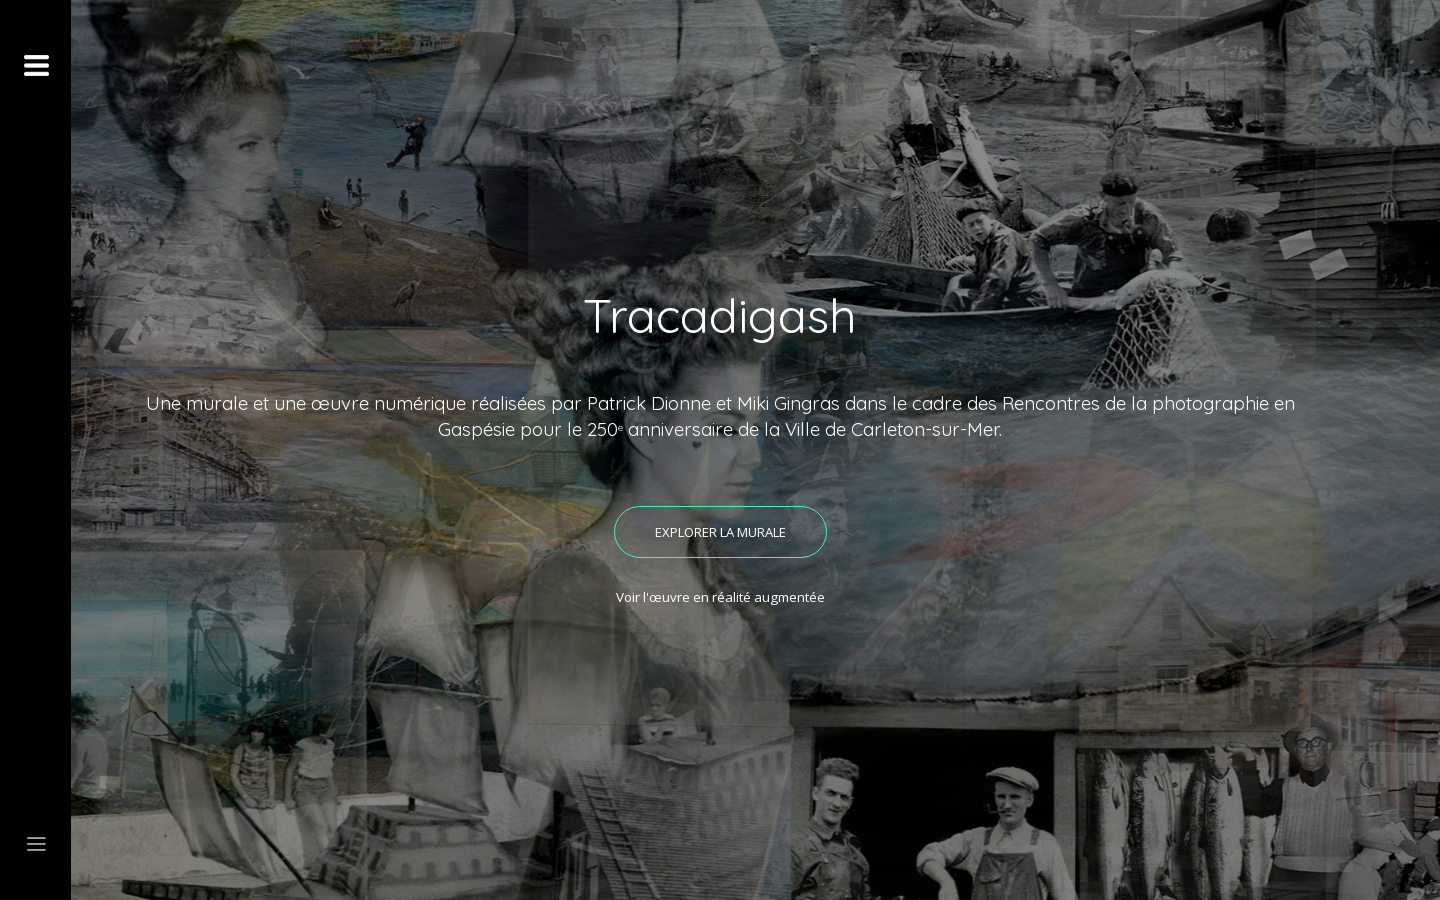 Tracadigash
Une murale et une œuvre numérique réalisées par Patrick Dionne et Miki Gingras dans le cadre des Rencontres de la photographie en
Gaspésie pour le 250e anniversaire de la Ville de Carleton-sur-Mer.
EXPLORER LA MURALE
Voir l'œuvre en réalité augmentée